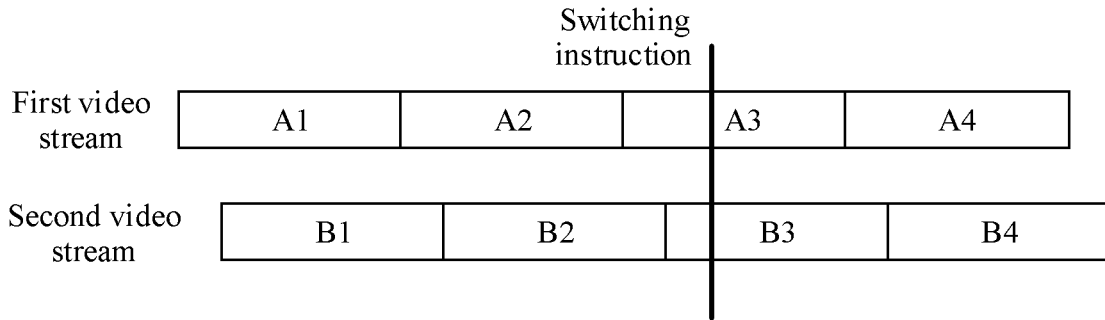 Switching
instruction
First video
stream
A1 A2 A3 A4
Second video
stream
B1 B2 B3 B4